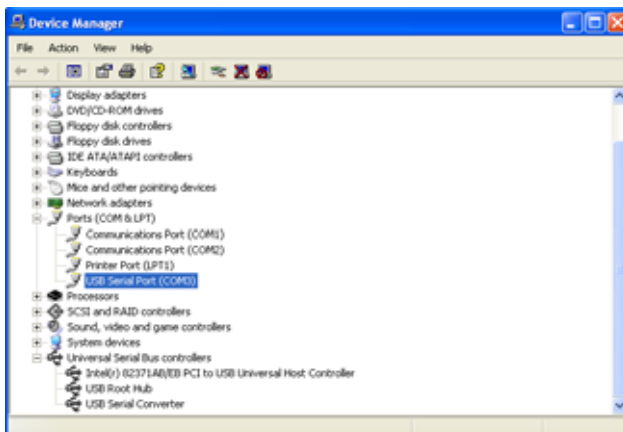 Device Manager
File Action View Help
Display adapters
DVD/CD-ROM drives
Floppy disk controllers
Floppy disk drives
IDE ATA/ATAPI controllers
Keyboards
Mice and other pointing devices
Network adapters
Ports (COM & LPT)
Communications Port (COM1)
Communications Port (COM2)
Printer Port (LPT1)
USB Serial Port (COM3)
Processors
SCSI and RAID controllers
Sound, video and game controllers
System devices
Universal Serial Bus controllers
Intel(r) 82371AB/EB PCI to USB Universal Host Controller
USB Root Hub
USB Serial Converter